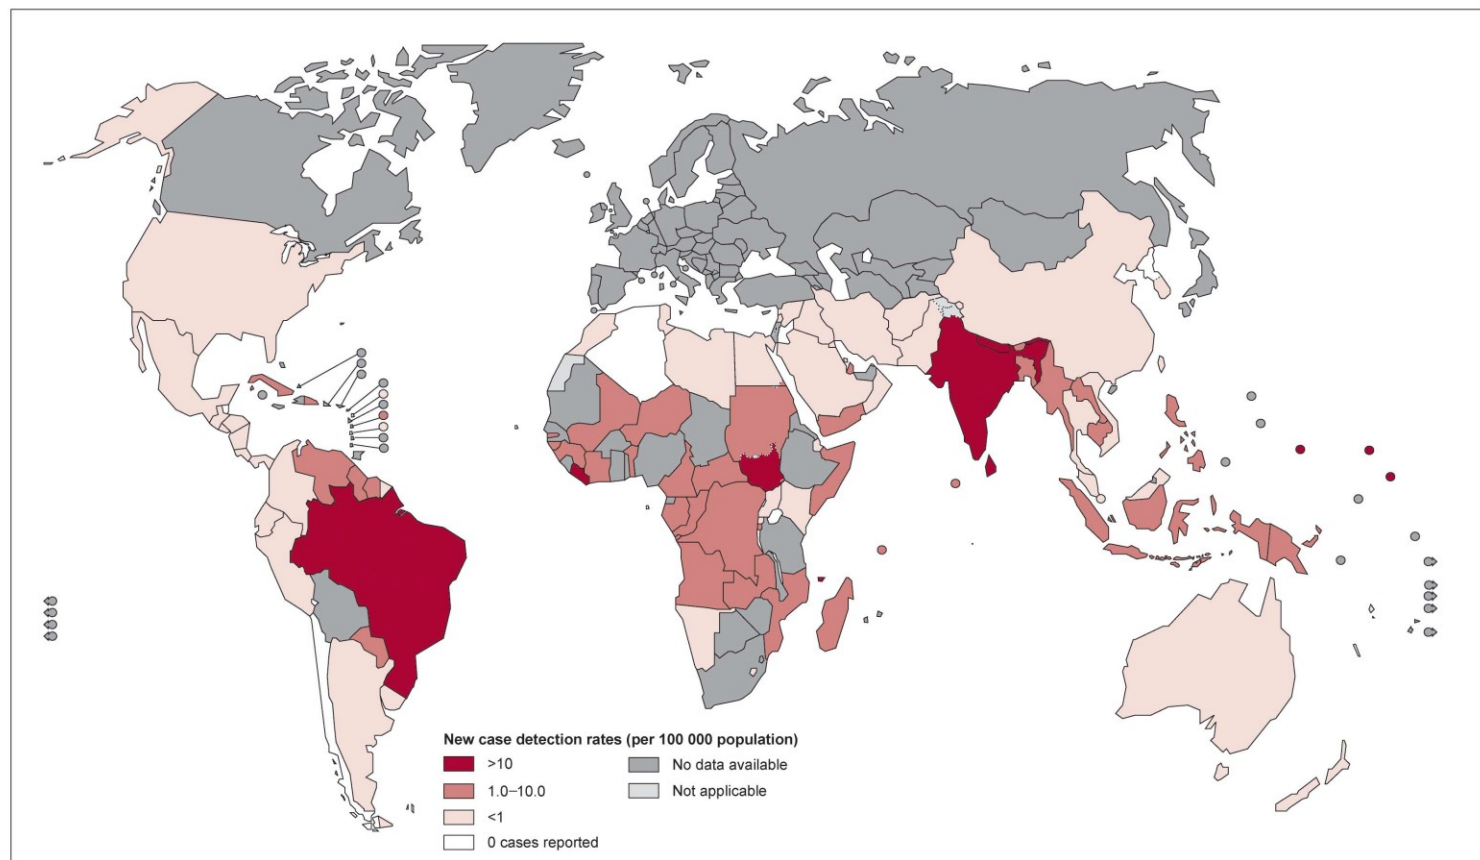 New case detection rates (per 100 000 population)
>10
1.0–10.0
<1
0 cases reported
No data available
Not applicable